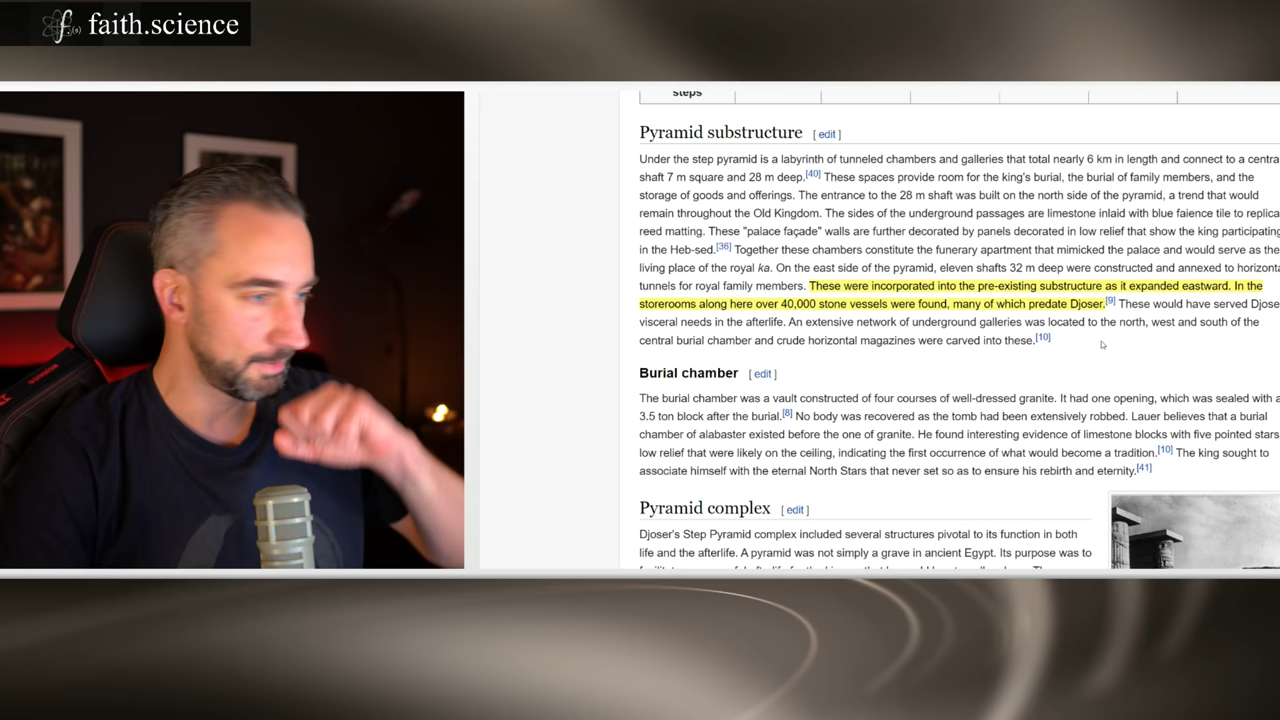 faith.science
steps
Pyramid substructure [ edit ]
Under the step pyramid is a labyrinth of tunneled chambers and galleries that total nearly 6 km in length and connect to a centra
shaft 7 m square and 28 m deep.[40] These spaces provide room for the king's burial, the burial of family members, and the
storage of goods and offerings. The entrance to the 28 m shaft was built on the north side of the pyramid, a trend that would
remain throughout the Old Kingdom. The sides of the underground passages are limestone inlaid with blue faience tile to replica
reed matting. These "palace façade" walls are further decorated by panels decorated in low relief that show the king participating
in the Heb-sed.[36] Together these chambers constitute the funerary apartment that mimicked the palace and would serve as the
living place of the royal ka. On the east side of the pyramid, eleven shafts 32 m deep were constructed and annexed to horizonta
tunnels for royal family members. These were incorporated into the pre-existing substructure as it expanded eastward. In the
storerooms along here over 40,000 stone vessels were found, many of which predate Djoser.[9] These would have served Djose
visceral needs in the afterlife. An extensive network of underground galleries was located to the north, west and south of the
central burial chamber and crude horizontal magazines were carved into these.[10]
Burial chamber [ edit ]
The burial chamber was a vault constructed of four courses of well-dressed granite. It had one opening, which was sealed with a
3.5 ton block after the burial.[8] No body was recovered as the tomb had been extensively robbed. Lauer believes that a burial
chamber of alabaster existed before the one of granite. He found interesting evidence of limestone blocks with five pointed stars
low relief that were likely on the ceiling, indicating the first occurrence of what would become a tradition.[10] The king sought to
associate himself with the eternal North Stars that never set so as to ensure his rebirth and eternity.[41]
Pyramid complex [ edit ]
Djoser's Step Pyramid complex included several structures pivotal to its function in both
life and the afterlife. A pyramid was not simply a grave in ancient Egypt. Its purpose was to